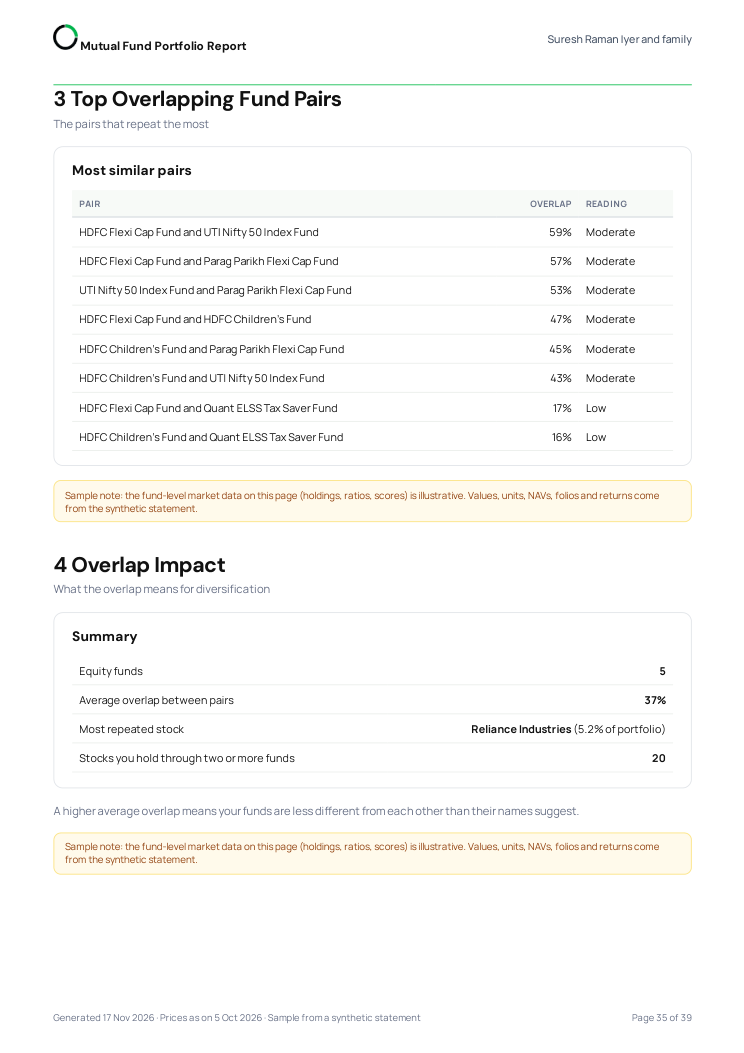 Mutual Fund Portfolio Report
Suresh Raman Iyer and family
3 Top Overlapping Fund Pairs
The pairs that repeat the most
Most similar pairs
PAIR OVERLAP READING
HDFC Flexi Cap Fund and UTI Nifty 50 Index Fund 59% Moderate
HDFC Flexi Cap Fund and Parag Parikh Flexi Cap Fund 57% Moderate
UTI Nifty 50 Index Fund and Parag Parikh Flexi Cap Fund 53% Moderate
HDFC Flexi Cap Fund and HDFC Children's Fund 47% Moderate
HDFC Children's Fund and Parag Parikh Flexi Cap Fund 45% Moderate
HDFC Children's Fund and UTI Nifty 50 Index Fund 43% Moderate
HDFC Flexi Cap Fund and Quant ELSS Tax Saver Fund 17% Low
HDFC Children's Fund and Quant ELSS Tax Saver Fund 16% Low
Sample note: the fund-level market data on this page (holdings, ratios, scores) is illustrative. Values, units, NAVs, folios and returns come
from the synthetic statement.
4 Overlap Impact
What the overlap means for diversification
Summary
Equity funds 5
Average overlap between pairs 37%
Most repeated stock Reliance Industries (5.2% of portfolio)
Stocks you hold through two or more funds 20
A higher average overlap means your funds are less different from each other than their names suggest.
Sample note: the fund-level market data on this page (holdings, ratios, scores) is illustrative. Values, units, NAVs, folios and returns come
from the synthetic statement.
Generated 17 Nov 2026 · Prices as on 5 Oct 2026 · Sample from a synthetic statement
Page 35 of 39